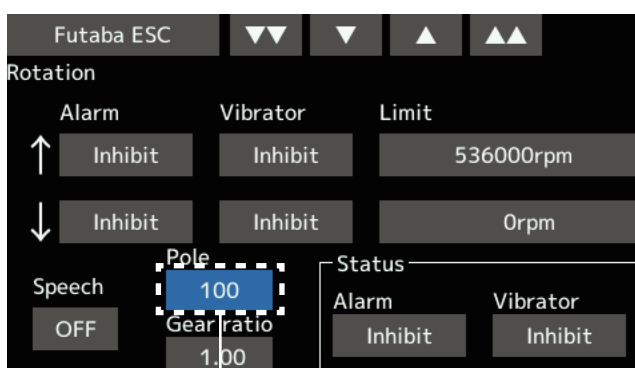 Futaba ESC ▼▼ ▼ ▲ ▲▲
Rotation
Alarm Vibrator Limit
↑ Inhibit Inhibit 536000rpm
↓ Inhibit Inhibit 0rpm
Pole
Status
Speech 100 Alarm Vibrator
OFF Gear ratio Inhibit Inhibit
1.00